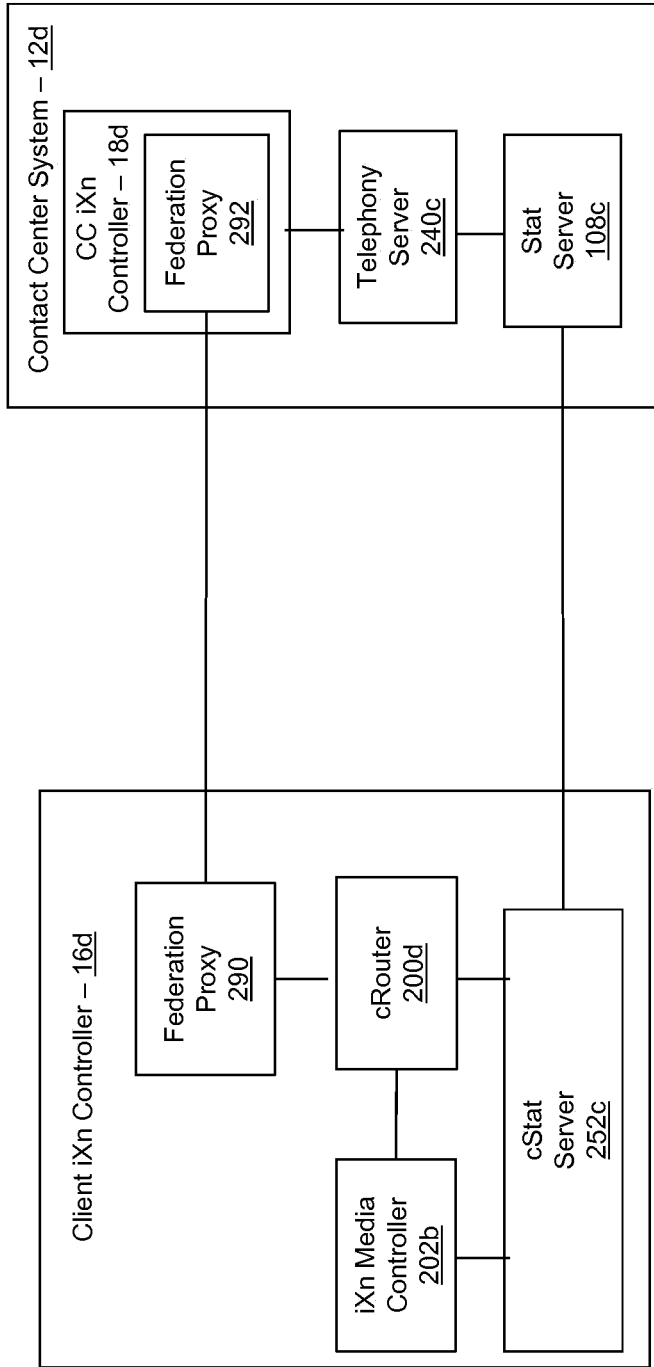 Client iXn Controller – 16d
Federation
Proxy
290
iXn Media
Controller
202b
cRouter
200d
cStat
Server
252c
Contact Center System – 12d
CC iXn
Controller – 18d
Federation
Proxy
292
Telephony
Server
240c
Stat
Server
108c